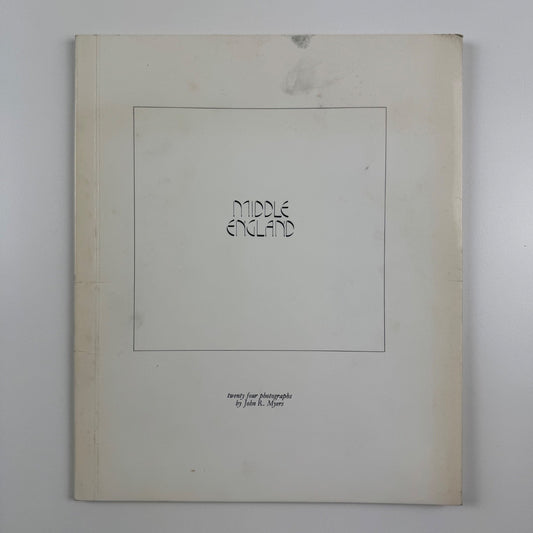 MIDDLE
ENGLAND
twenty four photographs
by John R. Myers